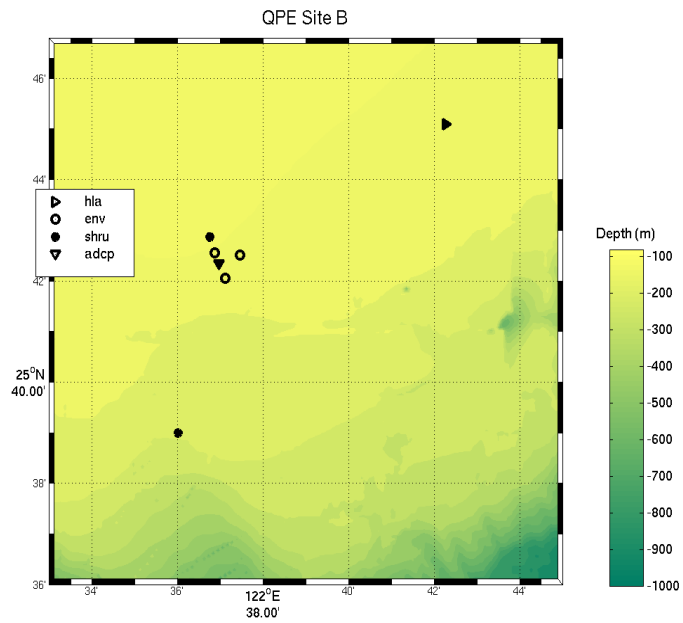 QPE Site B
46'
44'
42'
25°N
40.00'
38'
36'
34'
36'
122°E
38.00'
40'
42'
44'
hla
env
shru
adcp
Depth (m)
-100
-200
-300
-400
-500
-600
-700
-800
-900
-1000